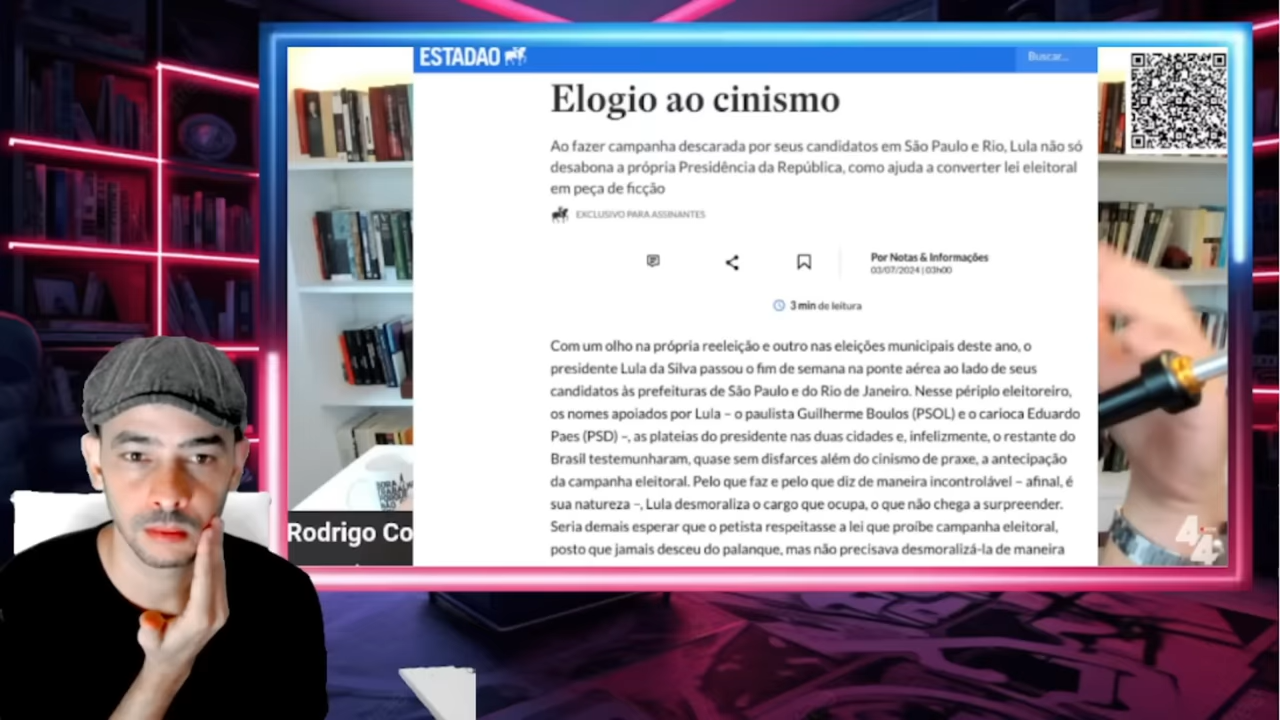 ESTADAO
Buscar...
Elogio ao cinismo
Ao fazer campanha descarada por seus candidatos em São Paulo e Rio, Lula não só
desabona a própria Presidência da República, como ajuda a converter lei eleitoral
em peça de ficção
EXCLUSIVO PARA ASSINANTES
Por Notas & Informações
03/07/2024 | 03h00
3 min de leitura
Com um olho na própria reeleição e outro nas eleições municipais deste ano, o
presidente Lula da Silva passou o fim de semana na ponte aérea ao lado de seus
candidatos às prefeituras de São Paulo e do Rio de Janeiro. Nesse périplo eleitoreiro,
os nomes apoiados por Lula – o paulista Guilherme Boulos (PSOL) e o carioca Eduardo
Paes (PSD) –, as plateias do presidente nas duas cidades e, infelizmente, o restante do
Brasil testemunharam, quase sem disfarces além do cinismo de praxe, a antecipação
da campanha eleitoral. Pelo que faz e pelo que diz de maneira incontrolável – afinal, é
sua natureza –, Lula desmoraliza o cargo que ocupa, o que não chega a surpreender.
Seria demais esperar que o petista respeitasse a lei que proíbe campanha eleitoral,
posto que jamais desceu do palanque, mas não precisava desmoralizá-la de maneira
Rodrigo Co
44